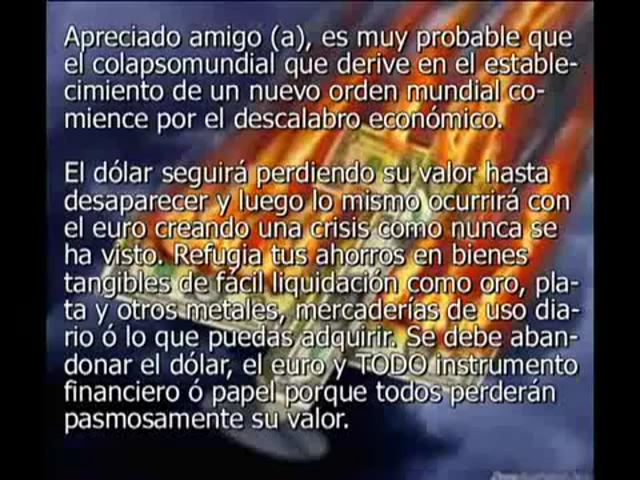 Apreciado amigo (a), es muy probable que
el colapsomundial que derive en el estable-
cimiento de un nuevo orden mundial co-
mience por el descalabro económico.
El dólar seguirá perdiendo su valor hasta
desaparecer y luego lo mismo ocurrirá con
el euro creando una crisis como nunca se
ha visto. Refugia tus ahorros en bienes
tangibles de fácil liquidación como oro, pla-
ta y otros metales, mercaderías de uso dia-
rio ó lo que puedas adquirir. Se debe aban-
donar el dólar, el euro y TODO instrumento
financiero ó papel porque todos perderán
pasmosamente su valor.